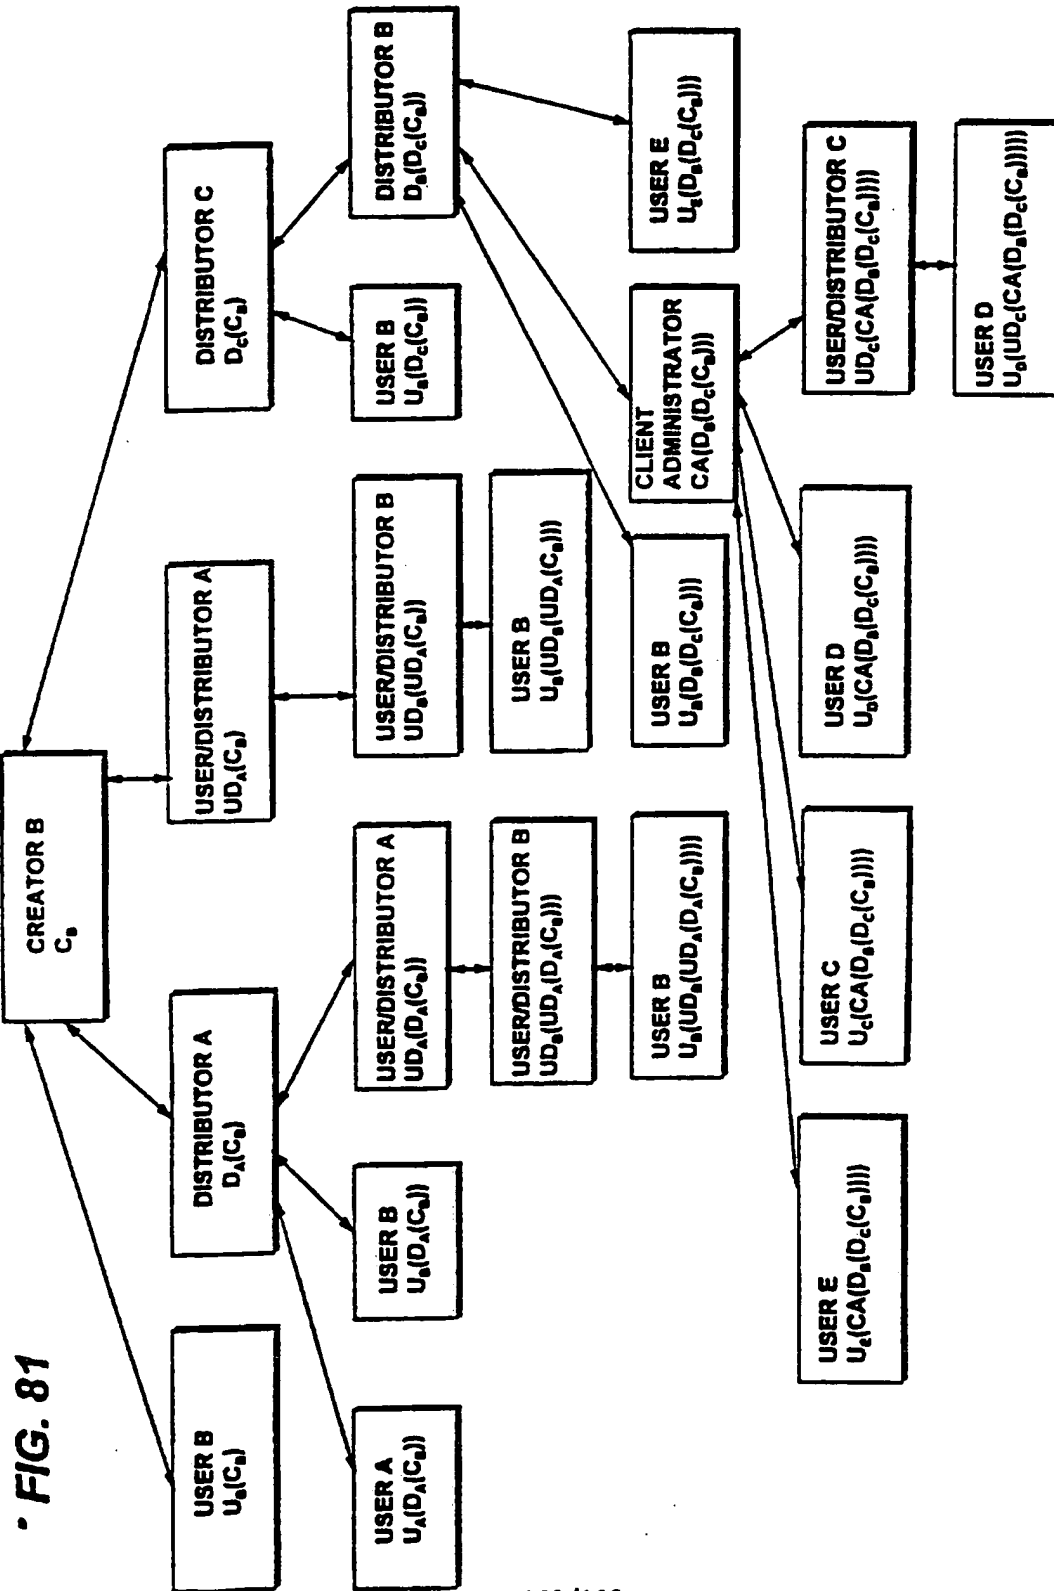 FIG. 81
CREATOR B
C_B
USER B
U_B(C_B)
DISTRIBUTOR A
D_A(C_B)
USER/DISTRIBUTOR A
UD_A(C_B)
DISTRIBUTOR C
D_C(C_B)
USER A
U_A(D_A(C_B))
USER B
U_B(D_A(C_B))
USER/DISTRIBUTOR A
UD_A(D_A(C_B))
USER/DISTRIBUTOR B
UD_B(UD_A(C_B))
USER B
U_B(D_C(C_B))
DISTRIBUTOR B
D_B(D_C(C_B))
USER/DISTRIBUTOR B
UD_B(UD_A(D_A(C_B)))
USER B
U_B(UD_B(UD_A(C_B)))
USER B
U_B(UD_B(UD_A(D_A(C_B))))
USER B
U_B(D_B(D_C(C_B)))
CLIENT
ADMINISTRATOR
CA(D_B(D_C(C_B)))
USER E
U_E(D_B(D_C(C_B)))
USER E
U_E(CA(D_B(D_C(C_B))))
USER C
U_C(CA(D_B(D_C(C_B))))
USER D
U_D(CA(D_B(D_C(C_B))))
USER/DISTRIBUTOR C
UD_C(CA(D_B(D_C(C_B))))
USER D
U_D(UD_C(CA(D_B(D_C(C_B)))))